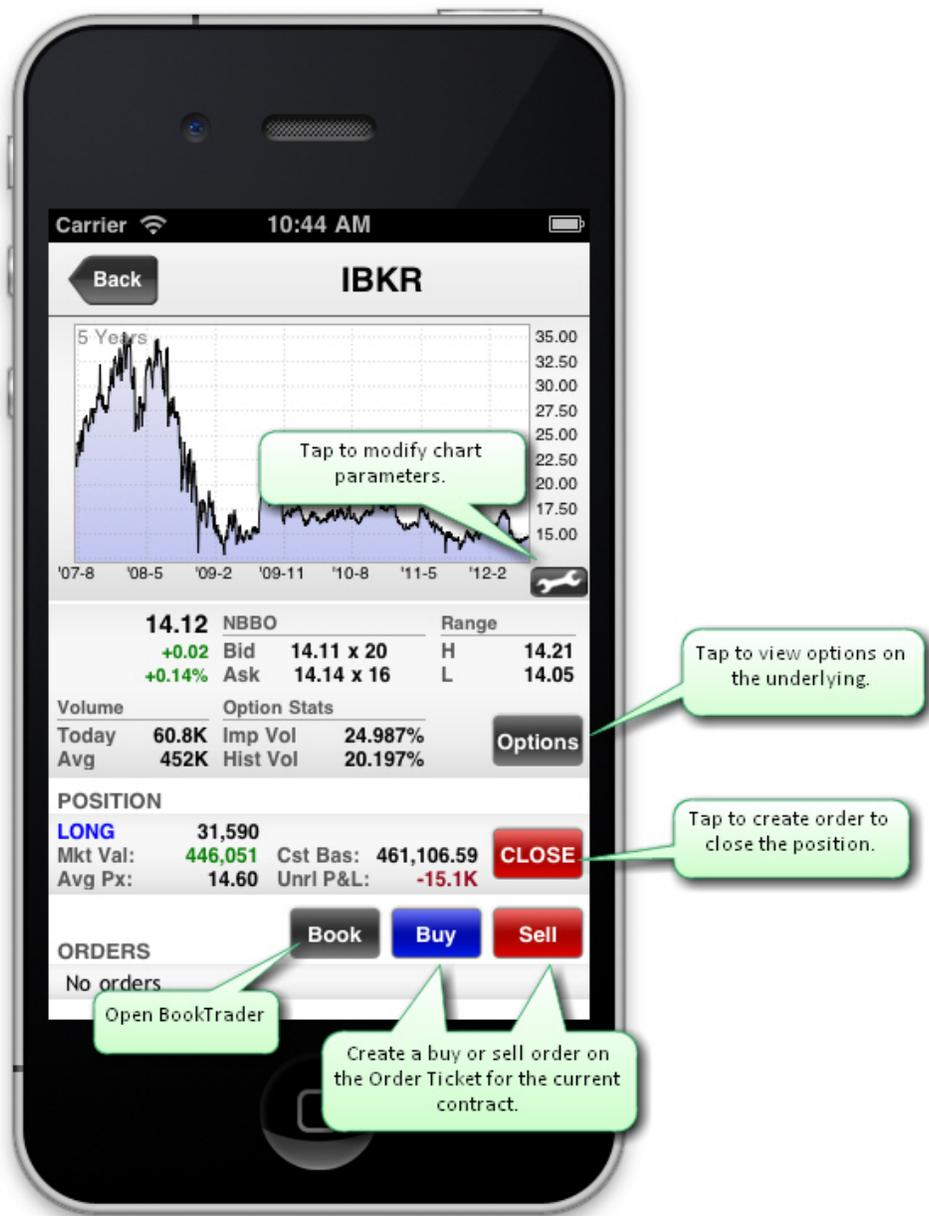 Carrier 10:44 AM
Back IBKR
5 Years
35.00
32.50
30.00
27.50
25.00
22.50
20.00
17.50
15.00
Tap to modify chart
parameters.
'07-8 '08-5 '09-2 '09-11 '10-8 '11-5 '12-2
14.12 NBBO Range
+0.02 Bid 14.11 x 20 H 14.21
+0.14% Ask 14.14 x 16 L 14.05
Volume Option Stats
Today 60.8K Imp Vol 24.987%
Avg 452K Hist Vol 20.197%
Options
Tap to view options on
the underlying.
POSITION
LONG 31,590
Mkt Val: 446,051 Cst Bas: 461,106.59
Avg Px: 14.60 Unrl P&L: -15.1K
CLOSE
Tap to create order to
close the position.
Book Buy Sell
ORDERS
No orders
Open BookTrader
Create a buy or sell order on
the Order Ticket for the current
contract.